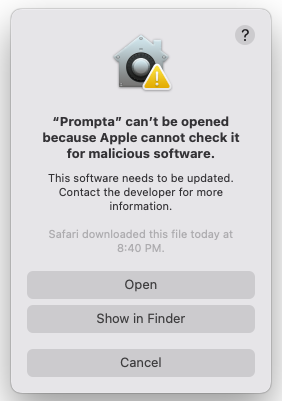 ?
“Prompta” can’t be opened
because Apple cannot check it
for malicious software.
This software needs to be updated.
Contact the developer for more
information.
Safari downloaded this file today at
8:40 PM.
Open
Show in Finder
Cancel